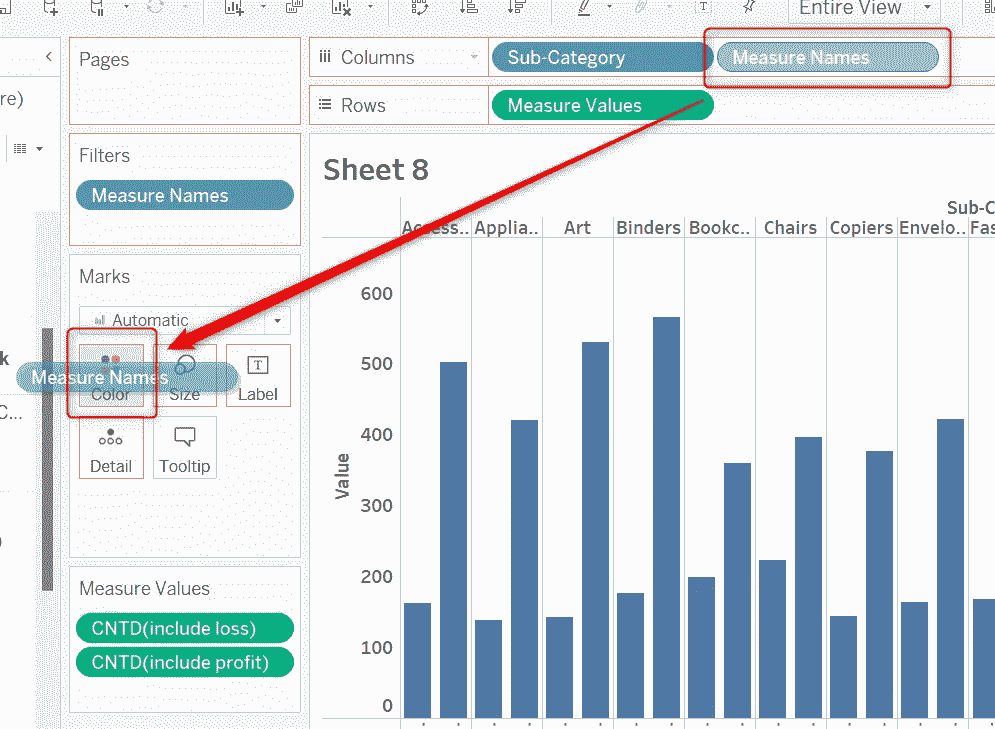 Entire View
Pages
Columns
Sub-Category
Measure Names
re)
Rows
Measure Values
Filters
Measure Names
Sheet 8
Sub-C
Access.. Applia.. Art Binders Bookc.. Chairs Copiers Envelo.. Fas
Marks
Automatic
k
Measure Names
Color
Size
T
Label
C...
Detail
Tooltip
Value
600
500
400
300
200
100
0
Measure Values
CNTD(include loss)
CNTD(include profit)